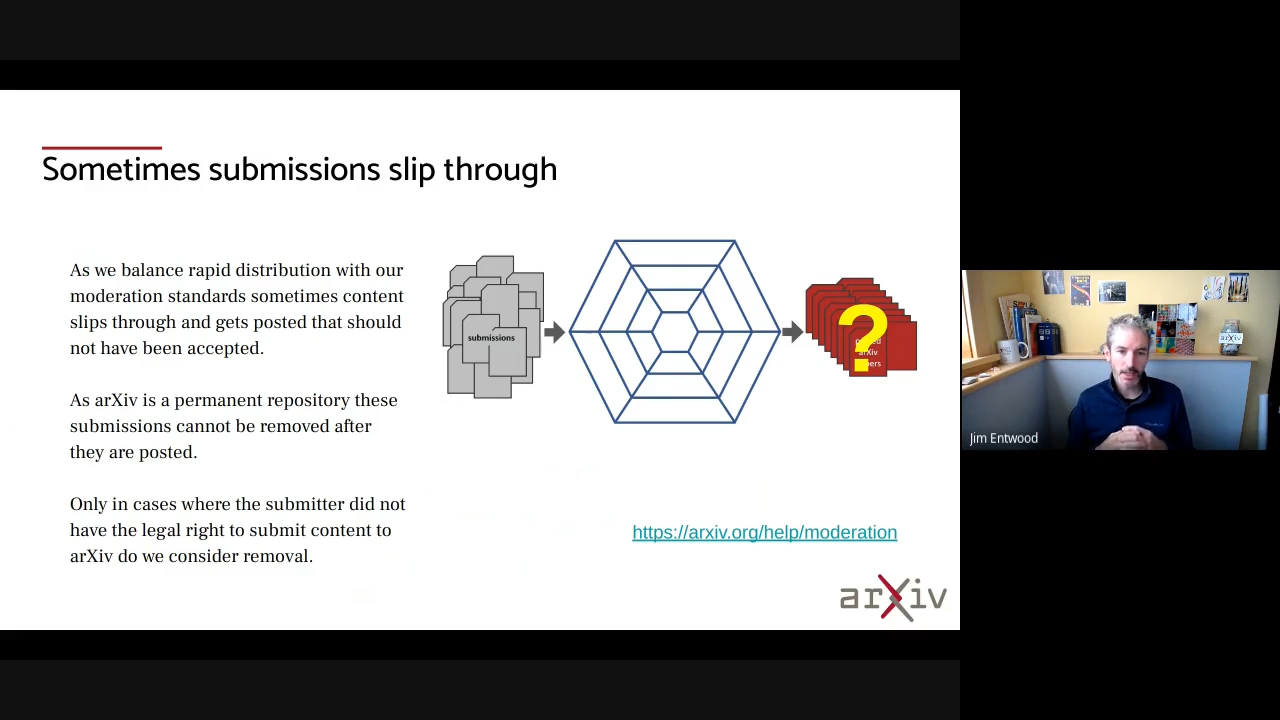 Sometimes submissions slip through
As we balance rapid distribution with our
moderation standards sometimes content
slips through and gets posted that should
not have been accepted.
As arXiv is a permanent repository these
submissions cannot be removed after
they are posted.
Only in cases where the submitter did not
have the legal right to submit content to
arXiv do we consider removal.
submissions
?
arXiv
https://arxiv.org/help/moderation
arXiv
Jim Entwood
arXiv